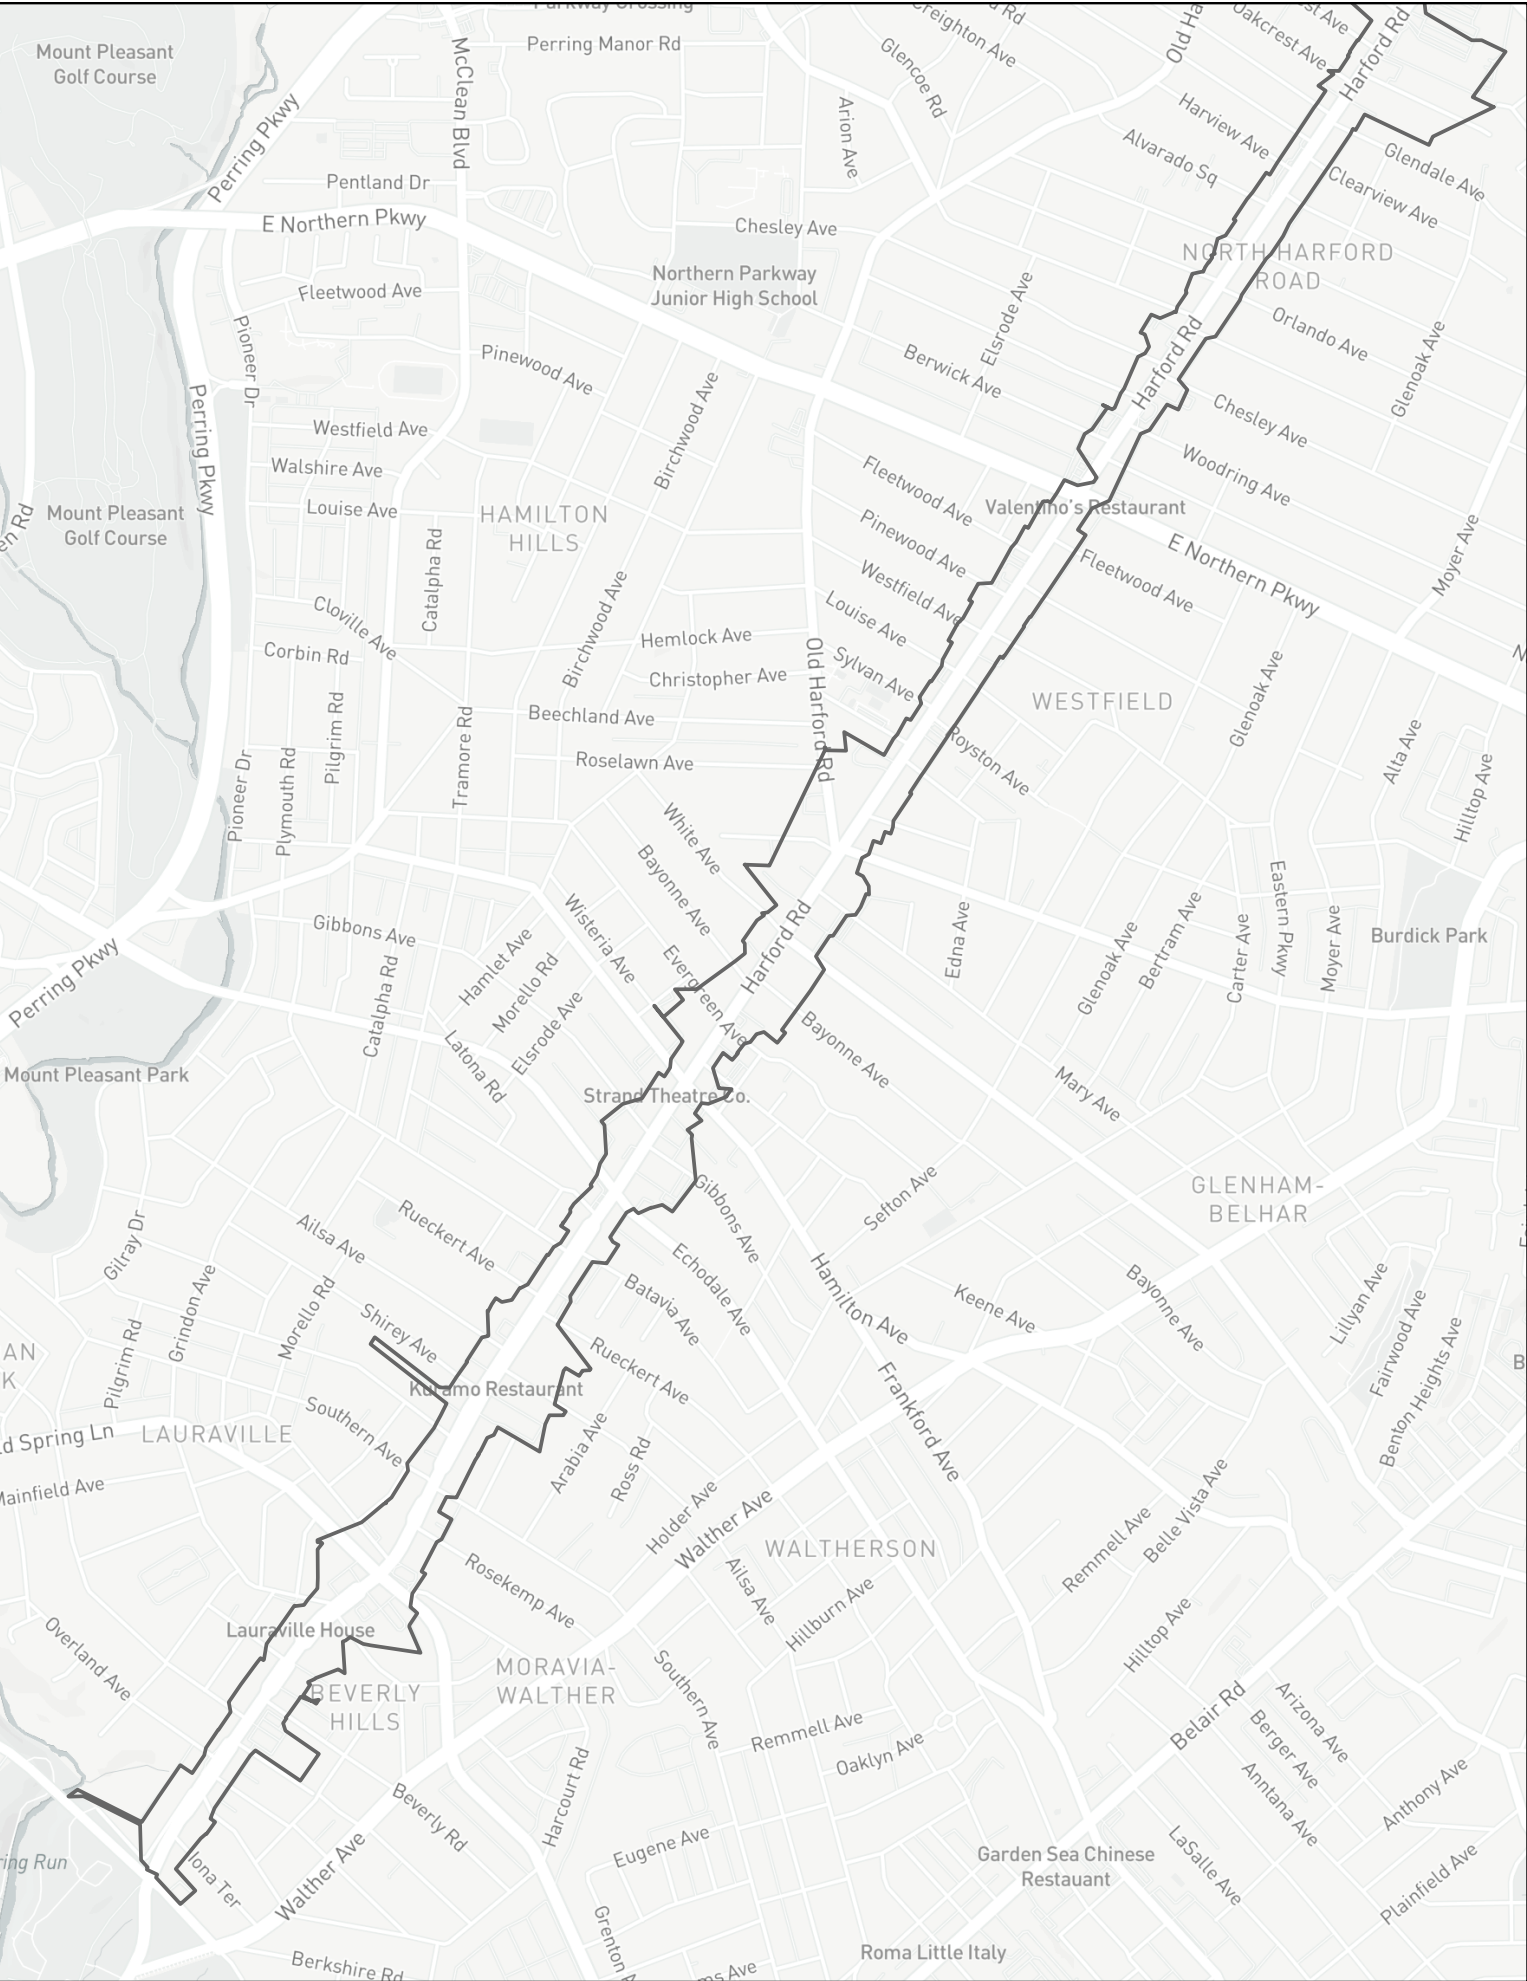 Parkway Crossing
Mount Pleasant
Golf Course
McClean Blvd
Perring Manor Rd
Creighton Ave
Glencoe Rd
Oakcrest Ave
Harford Rd
Perring Pkwy
Arion Ave
Harview Ave
Alvarado Sq
Glendale Ave
Clearview Ave
Pentland Dr
E Northern Pkwy
Chesley Ave
NORTH HARFORD
ROAD
Northern Parkway
Junior High School
Fleetwood Ave
Elsrode Ave
Orlando Ave
Glenoak Ave
Pioneer Dr
Pinewood Ave
Berwick Ave
Harford Rd
Perring Pkwy
Birchwood Ave
Chesley Ave
Westfield Ave
Walshire Ave
Louise Ave
Woodring Ave
Fleetwood Ave
Valentino's Restaurant
Mount Pleasant
Golf Course
HAMILTON
HILLS
Pinewood Ave
E Northern Pkwy
Moyer Ave
Catalpha Rd
Westfield Ave
Fleetwood Ave
Louise Ave
Birchwood Ave
Cloville Ave
Corbin Rd
Hemlock Ave
Christopher Ave
Old Harford Rd
Sylvan Ave
WESTFIELD
Glenoak Ave
Pilgrim Rd
Tramore Rd
Beechland Ave
Roselawn Ave
Royston Ave
Alta Ave
Hilltop Ave
Pioneer Dr
Plymouth Rd
White Ave
Bayonne Ave
Gibbons Ave
Wisteria Ave
Harford Rd
Edna Ave
Glenoak Ave
Bertram Ave
Carter Ave
Eastern Pkwy
Moyer Ave
Burdick Park
Perring Pkwy
Hamlet Ave
Morello Rd
Elsrode Ave
Catalpha Rd
Evergreen Ave
Bayonne Ave
Latona Rd
Mount Pleasant Park
Strand Theatre Co.
Mary Ave
Gibbons Ave
Sefton Ave
GLENHAM-
BELHAR
Gilray Dr
Ailsa Ave
Rueckert Ave
Echodale Ave
Batavia Ave
Hamilton Ave
Keene Ave
Bayonne Ave
Lillyan Ave
Fairwood Ave
Benton Heights Ave
Grindon Ave
Morello Rd
Pilgrim Rd
Shirey Ave
Rueckert Ave
Kuramo Restaurant
Frankford Ave
LAURAVILLE
Southern Ave
Arabia Ave
Ross Rd
Holder Ave
Walther Ave
WALTHERSON
Remmell Ave
Belle Vista Ave
Rosekemp Ave
Ailsa Ave
Hillburn Ave
Lauraville House
Overland Ave
Hilltop Ave
MORAVIA-
WALTHER
BEVERLY
HILLS
Southern Ave
Remmell Ave
Oaklyn Ave
Belair Rd
Arizona Ave
Berger Ave
Anntana Ave
Anthony Ave
Harcourt Rd
Beverly Rd
Eugene Ave
Garden Sea Chinese
Restauant
LaSalle Ave
Plainfield Ave
Iona Ter
Walther Ave
Roma Little Italy
Berkshire Rd